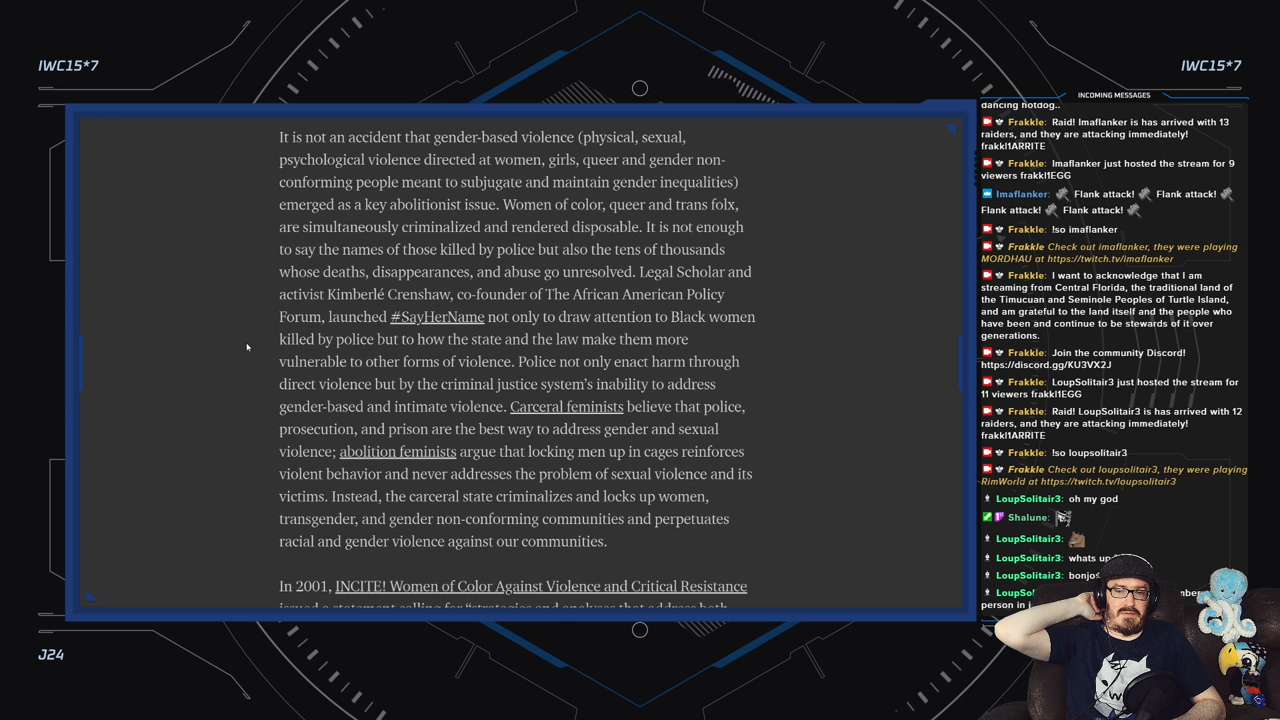 IWC15*7
IWC15*7
It is not an accident that gender-based violence (physical, sexual,
psychological violence directed at women, girls, queer and gender non-
conforming people meant to subjugate and maintain gender inequalities)
emerged as a key abolitionist issue. Women of color, queer and trans folx,
are simultaneously criminalized and rendered disposable. It is not enough
to say the names of those killed by police but also the tens of thousands
whose deaths, disappearances, and abuse go unresolved. Legal Scholar and
activist Kimberlé Crenshaw, co-founder of The African American Policy
Forum, launched #SayHerName not only to draw attention to Black women
killed by police but to how the state and the law make them more
vulnerable to other forms of violence. Police not only enact harm through
direct violence but by the criminal justice system's inability to address
gender-based and intimate violence. Carceral feminists believe that police,
prosecution, and prison are the best way to address gender and sexual
violence; abolition feminists argue that locking men up in cages reinforces
violent behavior and never addresses the problem of sexual violence and its
victims. Instead, the carceral state criminalizes and locks up women,
transgender, and gender non-conforming communities and perpetuates
racial and gender violence against our communities.
In 2001, INCITE! Women of Color Against Violence and Critical Resistance
issued a statement calling for "strategies and analyses that address both
J24
INCOMING MESSAGES
dancing hotdog..
Frakkle: Raid! Imaflanker is has arrived with 13
raiders, and they are attacking immediately!
frakkl1ARRITE
Frakkle: Imaflanker just hosted the stream for 9
viewers frakkl1EGG
Imaflanker: Flank attack! Flank attack!
Flank attack! Flank attack!
Frakkle: !so imaflanker
Frakkle Check out imaflanker, they were playing
MORDHAU at https://twitch.tv/imaflanker
Frakkle: I want to acknowledge that I am
streaming from Central Florida, the traditional land of
the Timucuan and Seminole Peoples of Turtle Island,
and am grateful to the land itself and the people who
have been and continue to be stewards of it over
generations.
Frakkle: Join the community Discord!
https://discord.gg/KU3VX2J
Frakkle: LoupSolitair3 just hosted the stream for
11 viewers frakkl1EGG
Frakkle: Raid! LoupSolitair3 is has arrived with 12
raiders, and they are attacking immediately!
frakkl1ARRITE
Frakkle: !so loupsolitair3
Frakkle Check out loupsolitair3, they were playing
RimWorld at https://twitch.tv/loupsolitair3
LoupSolitair3: oh my god
Shalune:
LoupSolitair3:
LoupSolitair3: whats up
LoupSolitair3: bonjo
LoupSol
person in